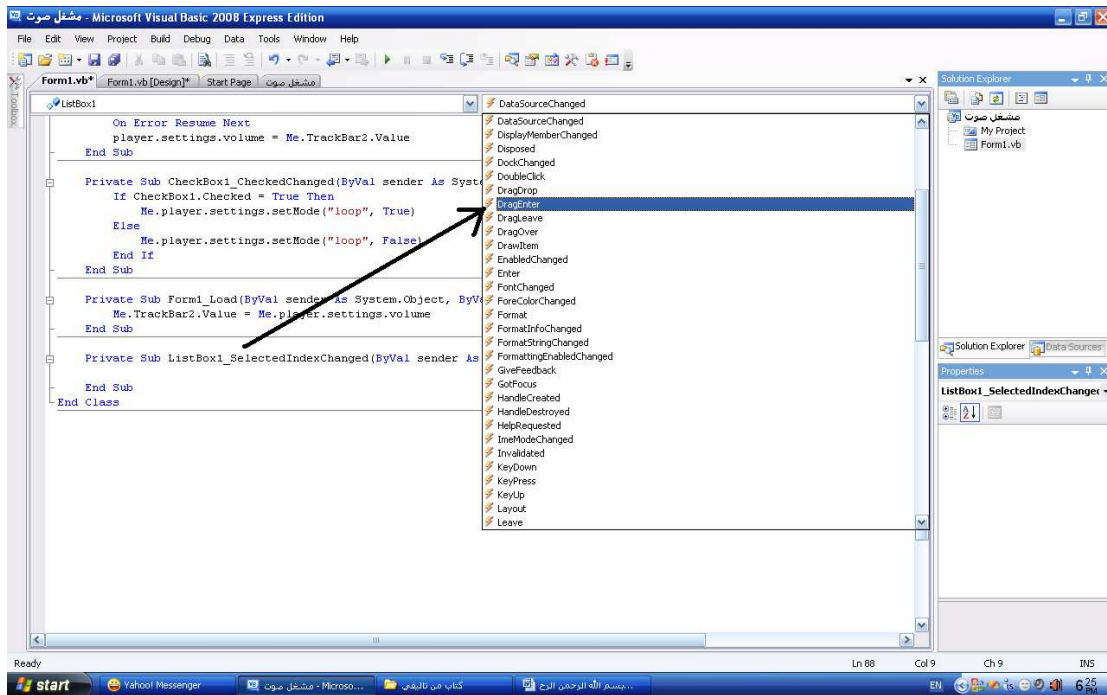 مشغل صوت - Microsoft Visual Basic 2008 Express Edition
File Edit View Project Build Debug Data Tools Window Help
Form1.vb* Form1.vb [Design]* Start Page مشغل صوت
Toolbox
ListBox1
DataSourceChanged
On Error Resume Next
player.settings.volume = Me.TrackBar2.Value
End Sub
Private Sub CheckBox1_CheckedChanged(ByVal sender As Syst
If CheckBox1.Checked = True Then
Me.player.settings.setMode("loop", True)
Else
Me.player.settings.setMode("loop", False)
End If
End Sub
Private Sub Form1_Load(ByVal sender As System.Object, ByV
Me.TrackBar2.Value = Me.player.settings.volume
End Sub
Private Sub ListBox1_SelectedIndexChanged(ByVal sender As
End Sub
End Class
DataSourceChanged
DisplayMemberChanged
Disposed
DockChanged
DoubleClick
DragDrop
DragEnter
DragLeave
DragOver
DrawItem
EnabledChanged
Enter
FontChanged
ForeColorChanged
Format
FormatInfoChanged
FormatStringChanged
FormattingEnabledChanged
GiveFeedback
GotFocus
HandleCreated
HandleDestroyed
HelpRequested
ImeModeChanged
Invalidated
KeyDown
KeyPress
KeyUp
Layout
Leave
Solution Explorer
مشغل صوت
My Project
Form1.vb
Solution Explorer Data Sources
Properties
ListBox1_SelectedIndexChanged
Ready Ln 88 Col 9 Ch 9 INS
start Yahoo! Messenger مشغل صوت - Microso... كتاب من تاليفي بسم الله الرحمن الرح... EN 6 25 PM